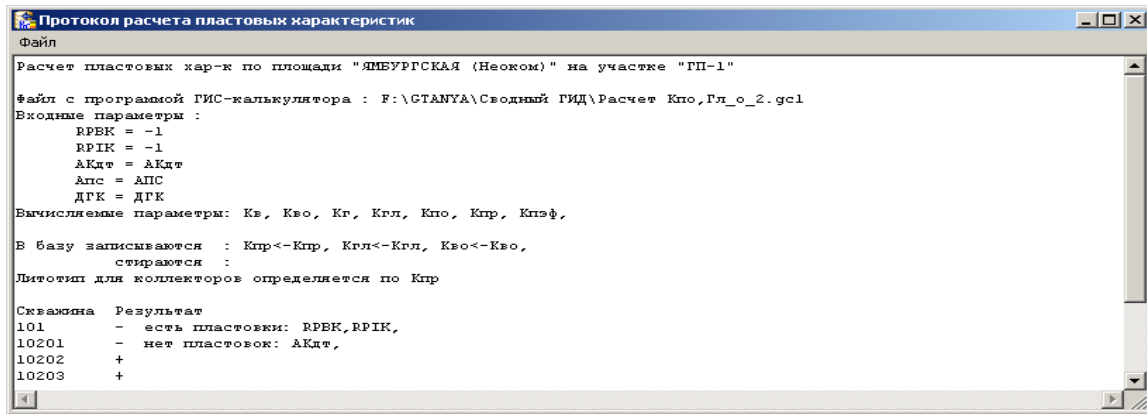 Протокол расчета пластовых характеристик
Файл
Расчет пластовых хар-к по площади "ЯМБУРГСКАЯ (Неоком)" на участке "ГП-1"
Файл с программой ГИС-калькулятора : F:\GTANYA\Сводный ГИД\Расчет Кпо,Гл_о_2.gcl
Входные параметры :
RPBK = -1
RPIK = -1
АКдт = АКдт
Апс = АПС
ДГК = ДГК
Вычисляемые параметры: Кв, Кво, Кг, Кгл, Кпо, Кпр, Кпэф,
В базу записываются : Кпр<-Кпр, Кгл<-Кгл, Кво<-Кво,
стираются :
Литотип для коллекторов определяется по Кпр
Скважина Результат
101 - есть пластовки: RPBK,RPIK,
10201 - нет пластовок: АКдт,
10202 +
10203 +